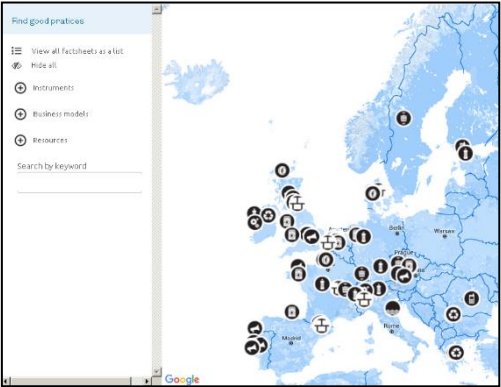 Find good pratices
View all factsheets as a list
Hide all
Instruments
Business models
Resources
Search by keyword
Berlin
Warsaw
Prague
Madrid
Rome
Google